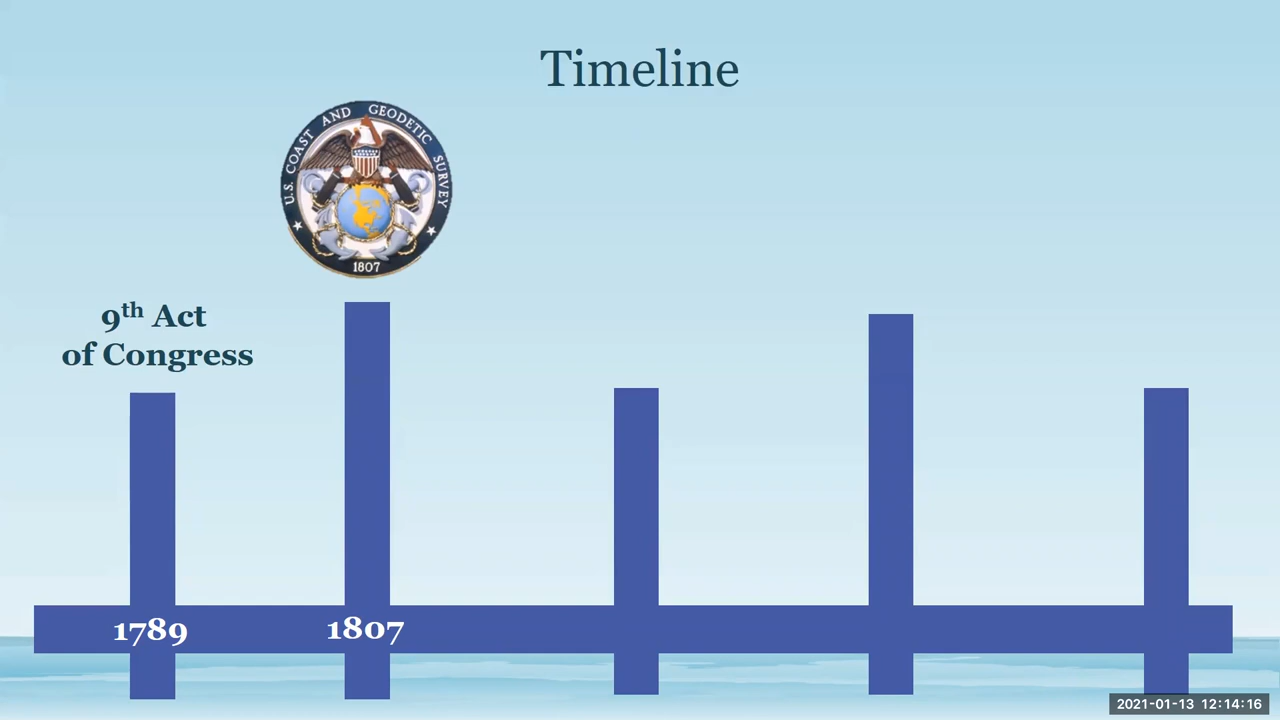 Timeline
U.S. COAST AND GEODETIC SURVEY
1807
9th Act
of Congress
1789
1807
2021-01-13 12:14:16